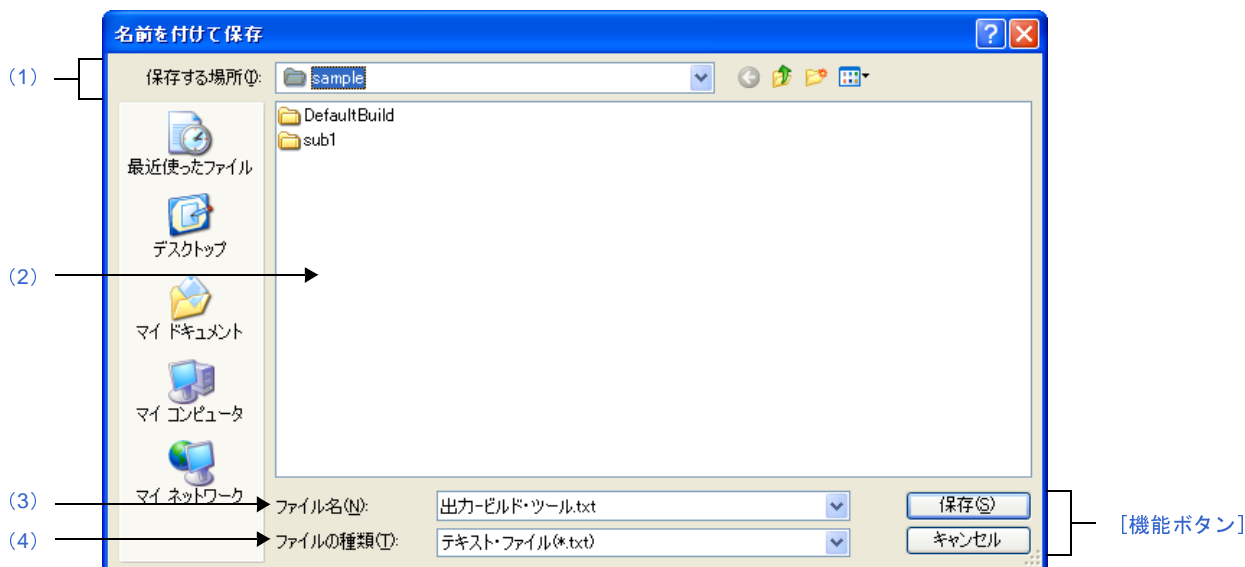 名前を付けて保存
(1)
保存する場所(I):
sample
DefaultBuild
sub1
最近使ったファイル
デスクトップ
(2)
マイ ドキュメント
マイ コンピュータ
マイ ネットワーク
(3)
ファイル名(N):
出力-ビルド・ツール.txt
保存(S)
(4)
ファイルの種類(T):
テキスト・ファイル(*.txt)
キャンセル
[機能ボタン]